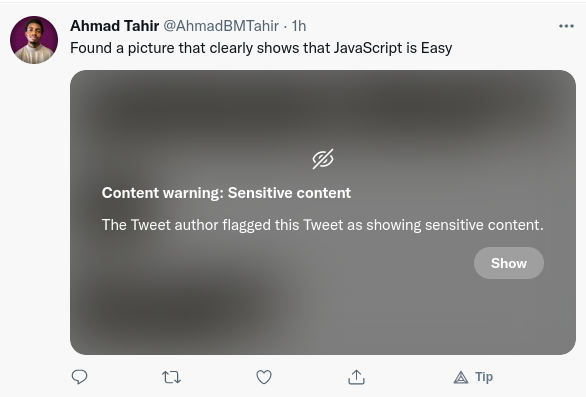 Ahmad Tahir @AhmadBMTahir · 1h
Found a picture that clearly shows that JavaScript is Easy
Content warning: Sensitive content
The Tweet author flagged this Tweet as showing sensitive content.
Show
Tip